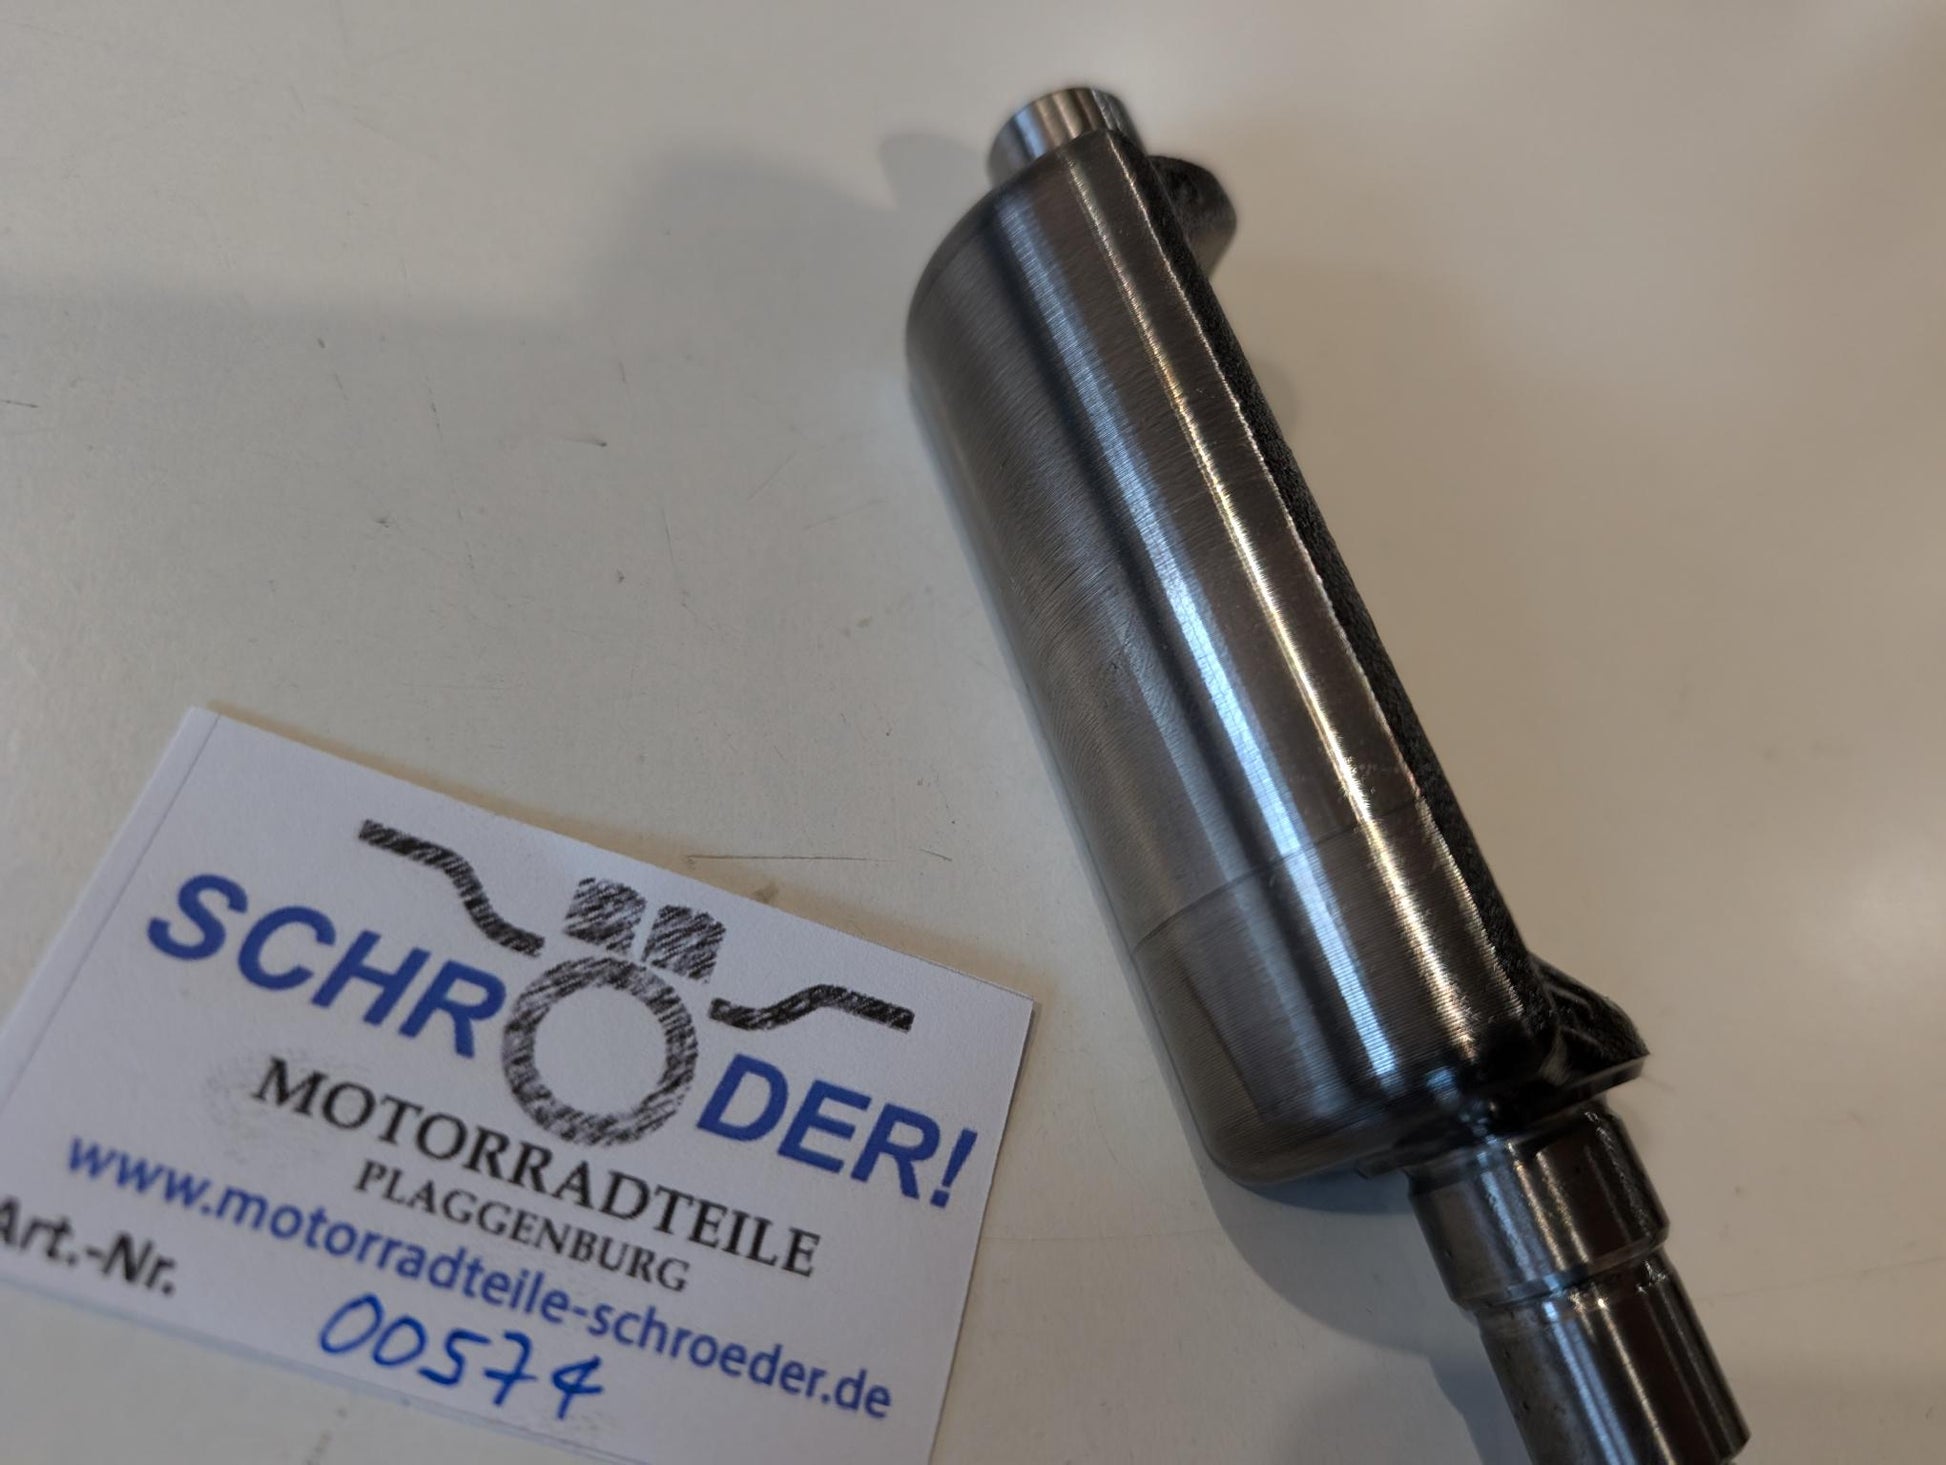 SCHRÖDER!
MOTORRADTEILE
PLAGGENBURG
www.motorradteile-schroeder.de
Art.-Nr.
00574